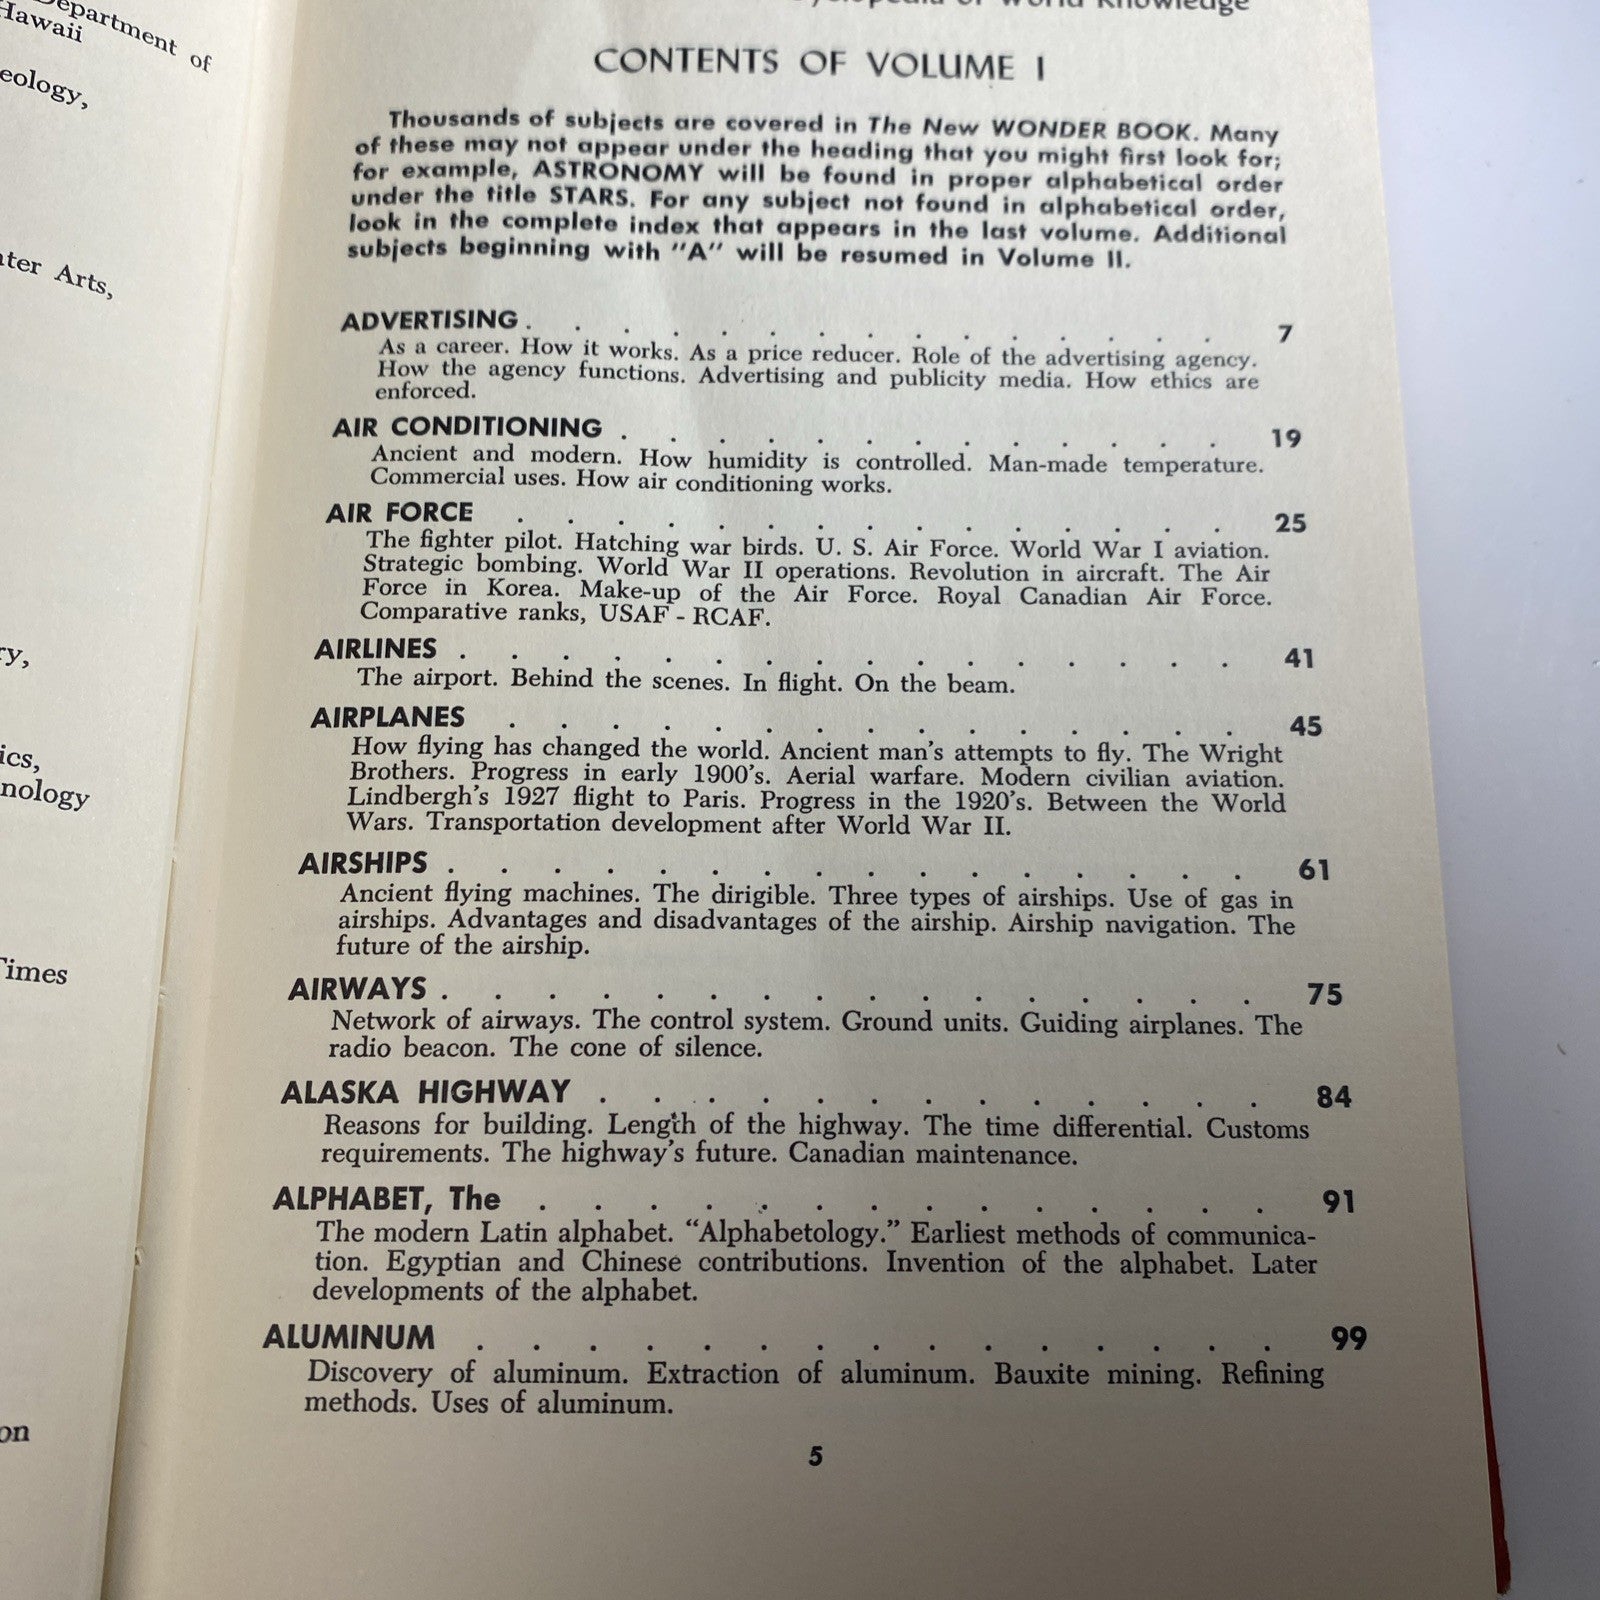 Department of
Hawaii
eology,
Arts,
Times
World Knowledge
CONTENTS OF VOLUME I
Thousands of subjects are covered in The New WONDER BOOK. Many
of these may not appear under the heading that you might first look for;
for example, ASTRONOMY will be found in proper alphabetical order
under the title STARS. For any subject not found in alphabetical order,
look in the complete index that appears in the last volume. Additional
subjects beginning with "A" will be resumed in Volume II.
ADVERTISING . . . . . . . . . . . . . . . . 7
As a career. How it works. As a price reducer. Role of the advertising agency.
How the agency functions. Advertising and publicity media. How ethics are
enforced.
AIR CONDITIONING . . . . . . . . . . . . . 19
Ancient and modern. How humidity is controlled. Man-made temperature.
Commercial uses. How air conditioning works.
AIR FORCE . . . . . . . . . . . . . . . 25
The fighter pilot. Hatching war birds. U. S. Air Force. World War I aviation.
Strategic bombing. World War II operations. Revolution in aircraft. The Air
Force in Korea. Make-up of the Air Force. Royal Canadian Air Force.
Comparative ranks, USAF - RCAF.
AIRLINES . . . . . . . . . . . . . . . . 41
The airport. Behind the scenes. In flight. On the beam.
AIRPLANES . . . . . . . . . . . . . . . 45
How flying has changed the world. Ancient man's attempts to fly. The Wright
Brothers. Progress in early 1900's. Aerial warfare. Modern civilian aviation.
Lindbergh's 1927 flight to Paris. Progress in the 1920's. Between the World
Wars. Transportation development after World War II.
AIRSHIPS . . . . . . . . . . . . . . . . 61
Ancient flying machines. The dirigible. Three types of airships. Use of gas in
airships. Advantages and disadvantages of the airship. Airship navigation. The
future of the airship.
AIRWAYS . . . . . . . . . . . . . . . . 75
Network of airways. The control system. Ground units. Guiding airplanes. The
radio beacon. The cone of silence.
ALASKA HIGHWAY . . . . . . . . . . . . . 84
Reasons for building. Length of the highway. The time differential. Customs
requirements. The highway's future. Canadian maintenance.
ALPHABET, The . . . . . . . . . . . . . . 91
The modern Latin alphabet. "Alphabetology." Earliest methods of communica-
tion. Egyptian and Chinese contributions. Invention of the alphabet. Later
developments of the alphabet.
ALUMINUM . . . . . . . . . . . . . . . 99
Discovery of aluminum. Extraction of aluminum. Bauxite mining. Refining
methods. Uses of aluminum.
5